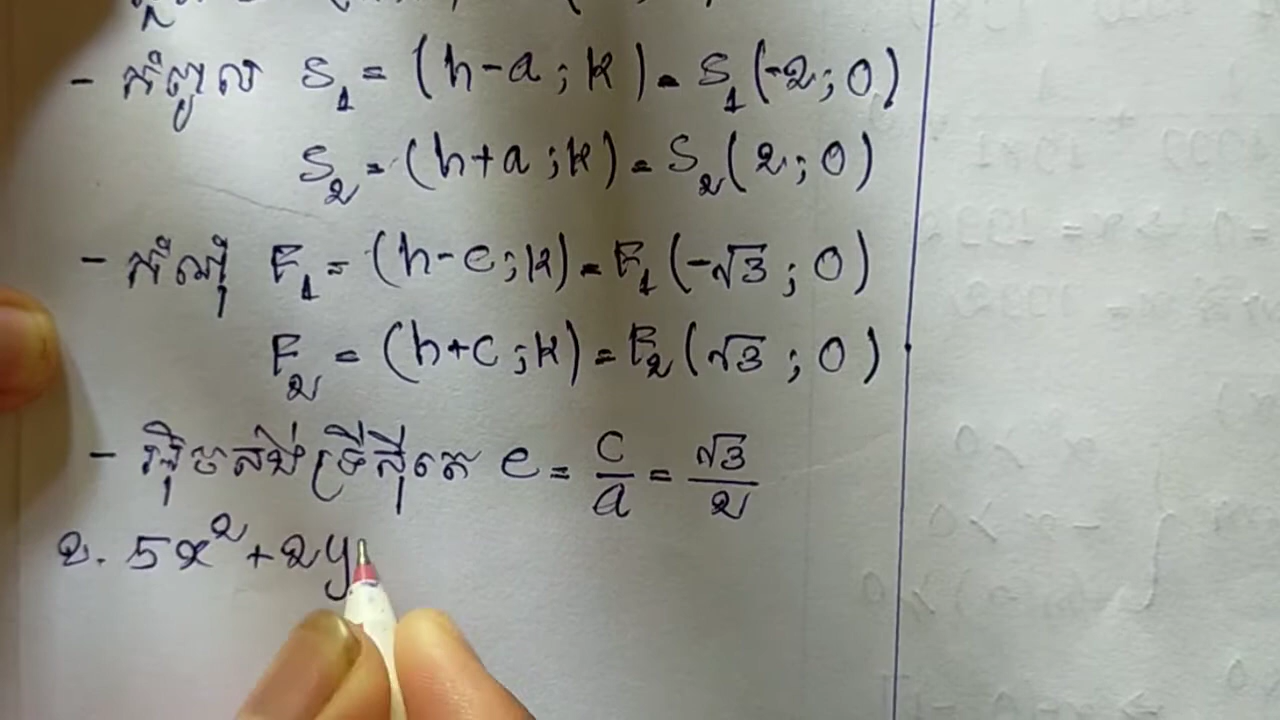 - កំពូល S₁ = (h-a ; k) = S₁(-2 ; 0)
S₂ = (h+a ; k) = S₂(2 ; 0)
- កំណុំ F₁ = (h-c ; k) = F₁(-√3 ; 0)
F₂ = (h+c ; k) = F₂(√3 ; 0)
- អ៊ិចសង់ទ្រីស៊ីតេ e = c/a = √3/2
2. 5x² + 2y